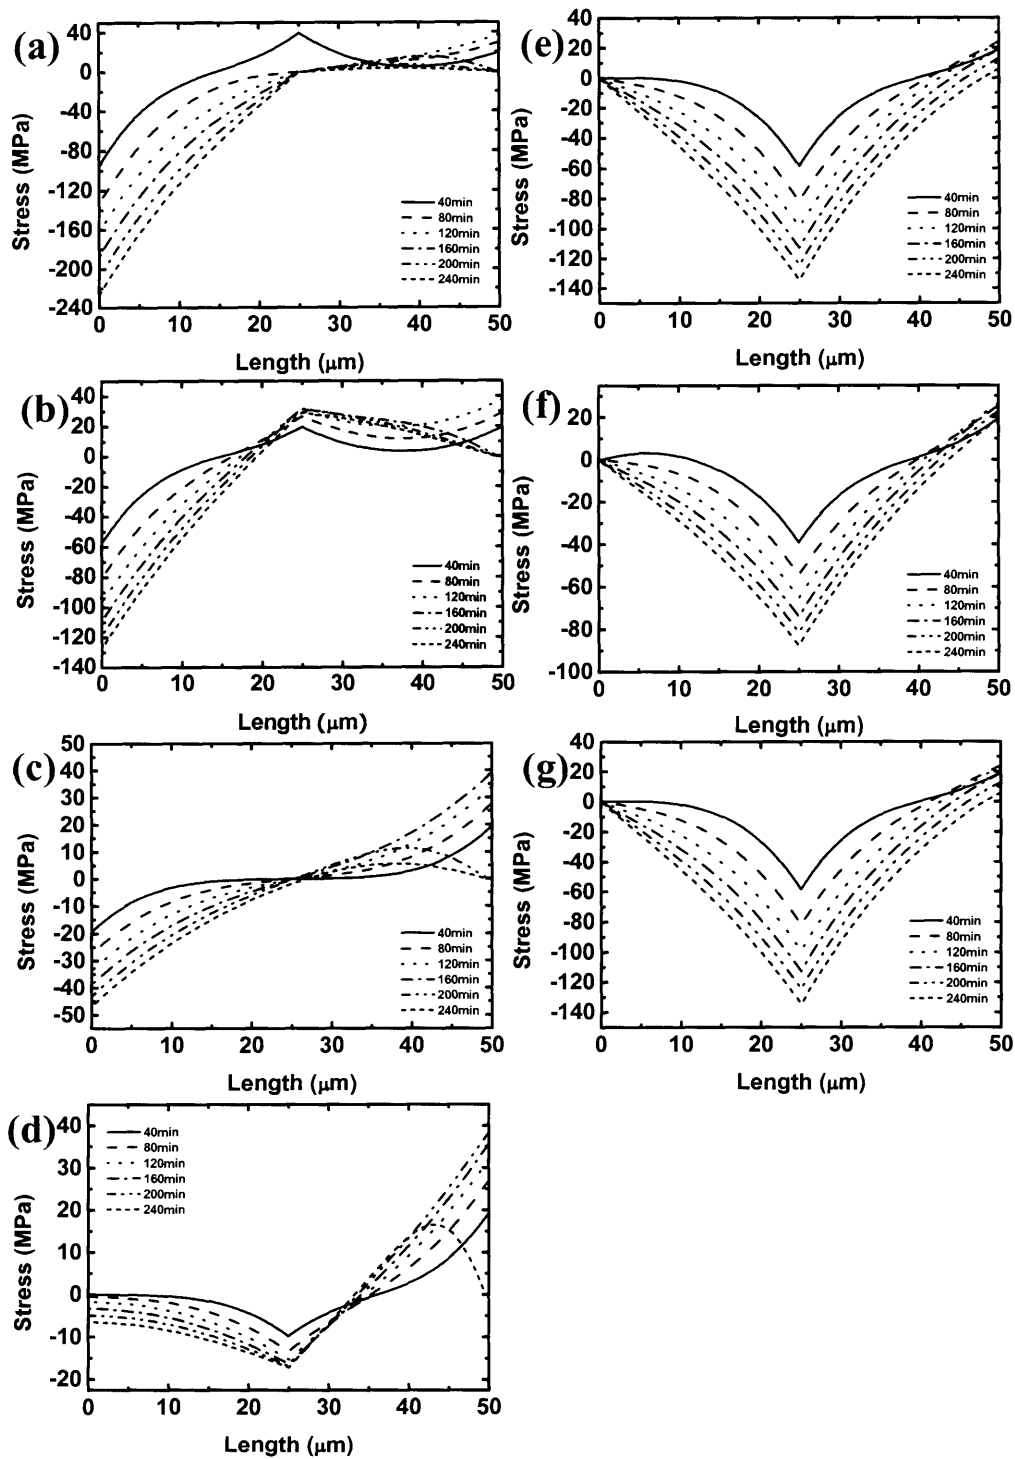 (a)
Stress (MPa)
40
0
-40
-80
-120
-160
-200
-240
40min
80min
120min
160min
200min
240min
0 10 20 30 40 50
Length (μm)
(e)
Stress (MPa)
40
20
0
-20
-40
-60
-80
-100
-120
-140
40min
80min
120min
160min
200min
240min
0 10 20 30 40 50
Length (μm)
(b)
Stress (MPa)
40
20
0
-20
-40
-60
-80
-100
-120
-140
40min
80min
120min
160min
200min
240min
0 10 20 30 40 50
Length (μm)
(f)
Stress (MPa)
20
0
-20
-40
-60
-80
-100
40min
80min
120min
160min
200min
240min
0 10 20 30 40 50
Length (μm)
(c)
Stress (MPa)
50
40
30
20
10
0
-10
-20
-30
-40
-50
40min
80min
120min
160min
200min
240min
0 10 20 30 40 50
Length (μm)
(g)
Stress (MPa)
40
20
0
-20
-40
-60
-80
-100
-120
-140
40min
80min
120min
160min
200min
240min
0 10 20 30 40 50
Length (μm)
(d)
Stress (MPa)
40
30
20
10
0
-10
-20
40min
80min
120min
160min
200min
240min
0 10 20 30 40 50
Length (μm)